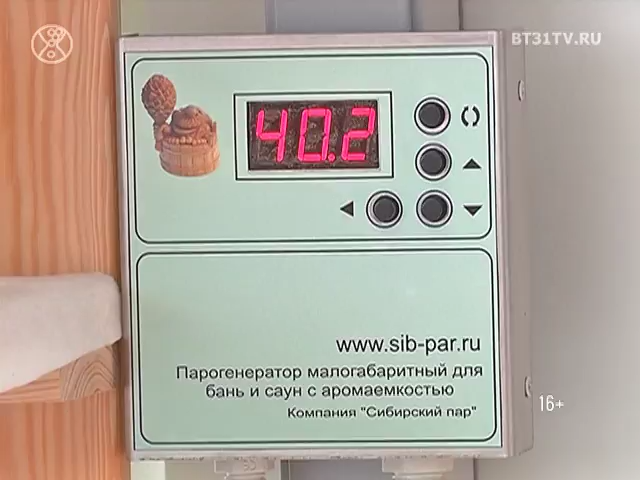 BT31TV.RU
40.2
www.sib-par.ru
Парогенератор малогабаритный для
бань и саун с аромаемкостью
Компания "Сибирский пар"
16+